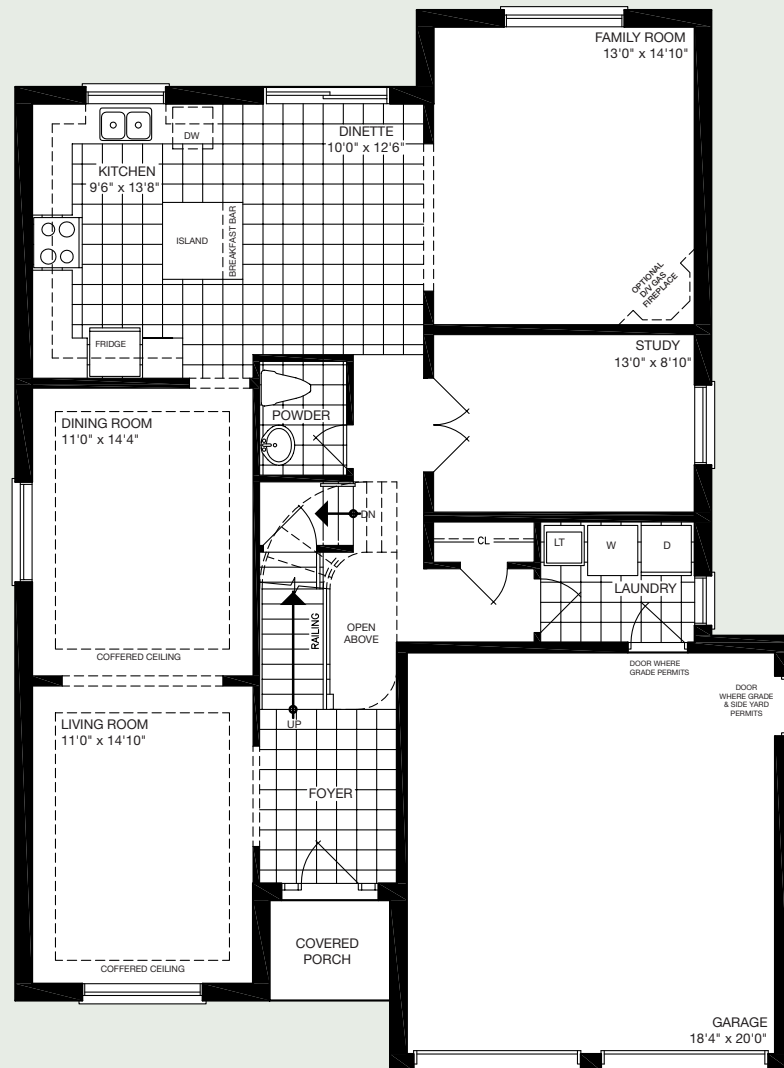 FAMILY ROOM
13'0" x 14'10"
DINETTE
10'0" x 12'6"
DW
KITCHEN
9'6" x 13'8"
ISLAND
BREAKFAST BAR
OPTIONAL
D/V GAS
FIREPLACE
FRIDGE
STUDY
13'0" x 8'10"
POWDER
DINING ROOM
11'0" x 14'4"
DN
CL
LT
W
D
LAUNDRY
RAILING
OPEN
ABOVE
COFFERED CEILING
DOOR WHERE
GRADE PERMITS
DOOR
WHERE GRADE
& SIDE YARD
PERMITS
UP
LIVING ROOM
11'0" x 14'10"
FOYER
COVERED
PORCH
COFFERED CEILING
GARAGE
18'4" x 20'0"